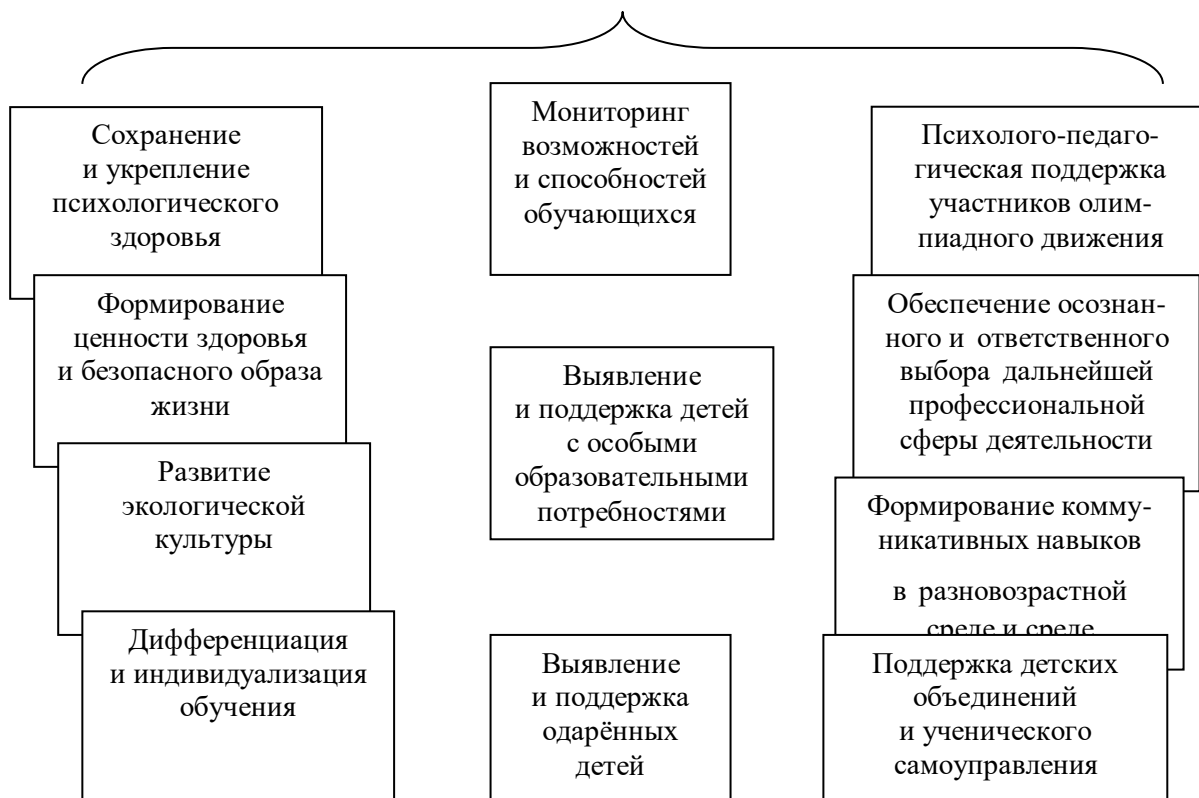 Сохранение
и укрепление
психологического
здоровья
Формирование
ценности здоровья
и безопасного образа
жизни
Развитие
экологической
культуры
Дифференциация
и индивидуализация
обучения
Мониторинг
возможностей
и способностей
обучающихся
Выявление
и поддержка детей
с особыми
образовательными
потребностями
Выявление
и поддержка
одарённых
детей
Психолого-педаго-
гическая поддержка
участников олим-
пиадного движения
Обеспечение осознан-
ного и ответственного
выбора дальнейшей
профессиональной
сферы деятельности
Формирование комму-
никативных навыков
в разновозрастной
среде и среде
Поддержка детских
объединений
и ученического
самоуправления